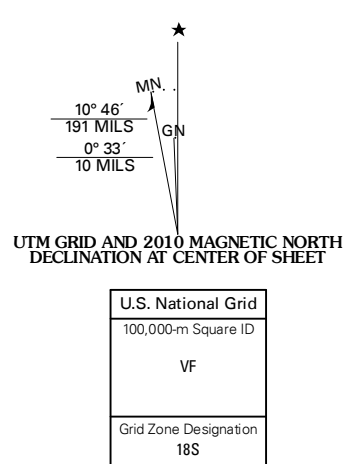 ★
MN
10° 46´
191 MILS
GN
0° 33´
10 MILS
UTM GRID AND 2010 MAGNETIC NORTH
DECLINATION AT CENTER OF SHEET
U.S. National Grid
100,000-m Square ID
VF
Grid Zone Designation
18S